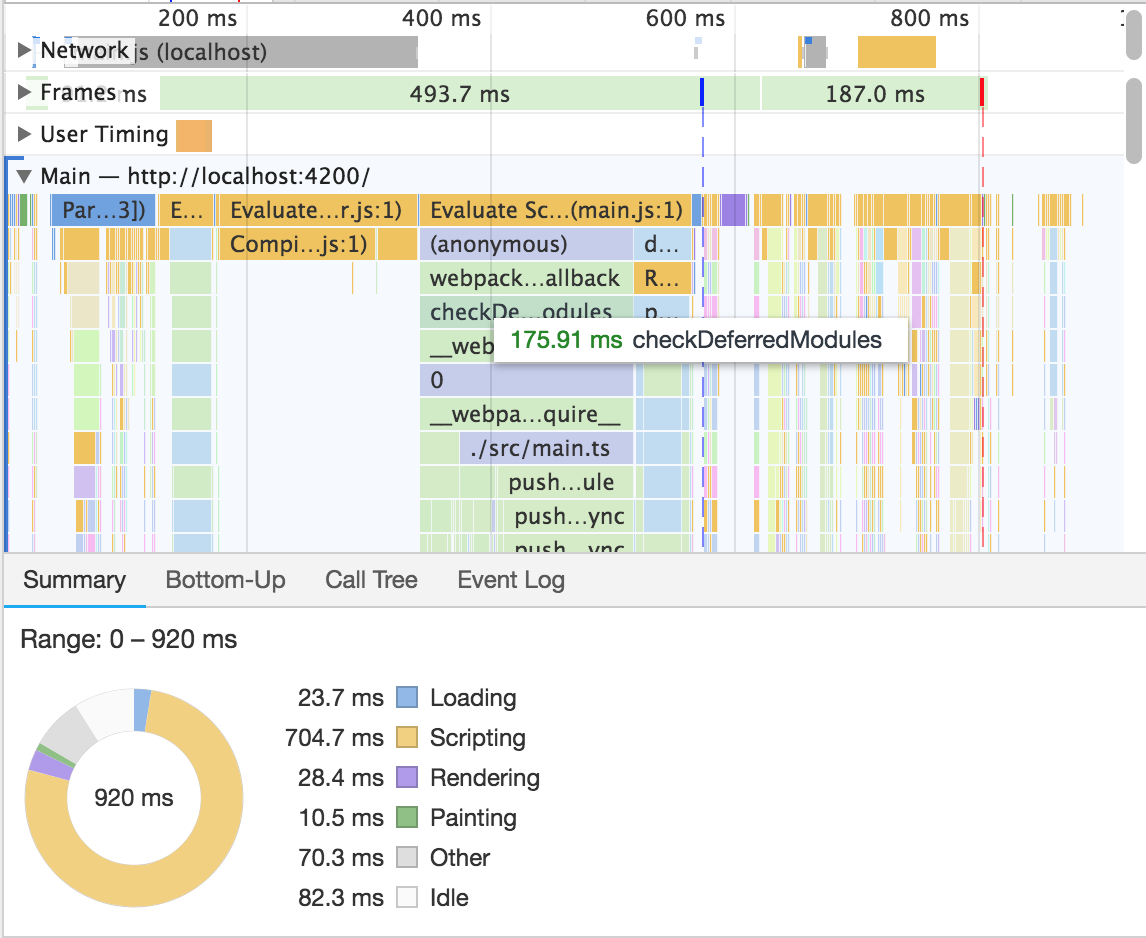 200 ms 400 ms 600 ms 800 ms
Network js (localhost)
Frames ms 493.7 ms 187.0 ms
User Timing
Main — http://localhost:4200/
Par…3]) E… Evaluate…r.js:1) Evaluate Sc…(main.js:1)
Compi…js:1) (anonymous) d…
webpack…allback R…
checkDe…odules p…
175.91 ms checkDeferredModules
__web
0
__webpa…quire__
./src/main.ts
push…ule
push…ync
push…ync
Summary Bottom-Up Call Tree Event Log
Range: 0 – 920 ms
23.7 ms Loading
704.7 ms Scripting
28.4 ms Rendering
920 ms
10.5 ms Painting
70.3 ms Other
82.3 ms Idle